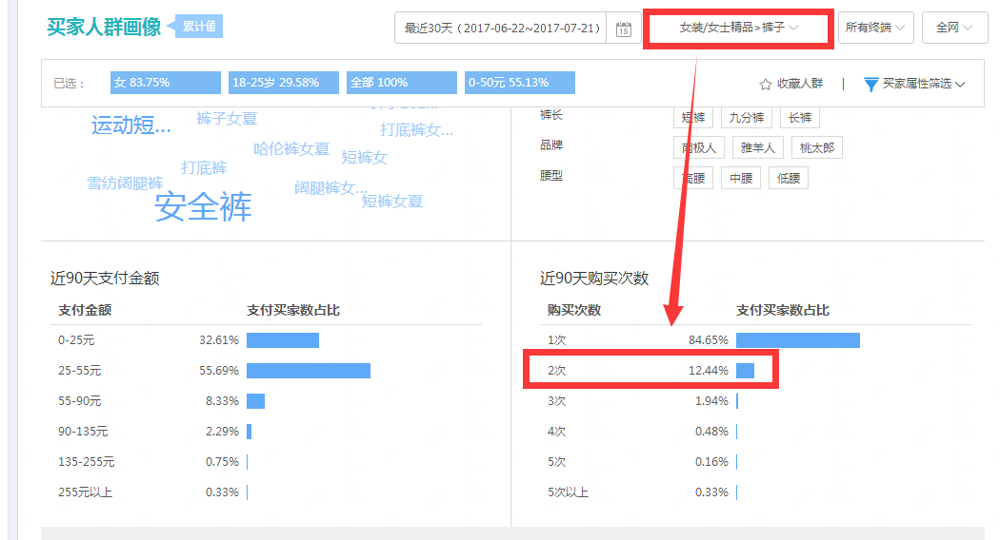 买家人群画像 累计值 最近30天（2017-06-22~2017-07-21） 15 女装/女士精品>裤子 所有终端 全网
已选： 女 83.75% 18-25岁 29.58% 全部 100% 0-50元 55.13% 收藏人群 | 买家属性筛选
运动短... 裤子女夏
打底裤女...
哈伦裤女夏 短裤女
打底裤
雪纺阔腿裤 阔腿裤女...
安全裤 短裤女夏
裤长 短裤 九分裤 长裤
品牌 南极人 雅羊人 桃太郎
腰型 高腰 中腰 低腰
近90天支付金额
支付金额 支付买家数占比
0-25元 32.61%
25-55元 55.69%
55-90元 8.33%
90-135元 2.29%
135-255元 0.75%
255元以上 0.33%
近90天购买次数
购买次数 支付买家数占比
1次 84.65%
2次 12.44%
3次 1.94%
4次 0.48%
5次 0.16%
5次以上 0.33%